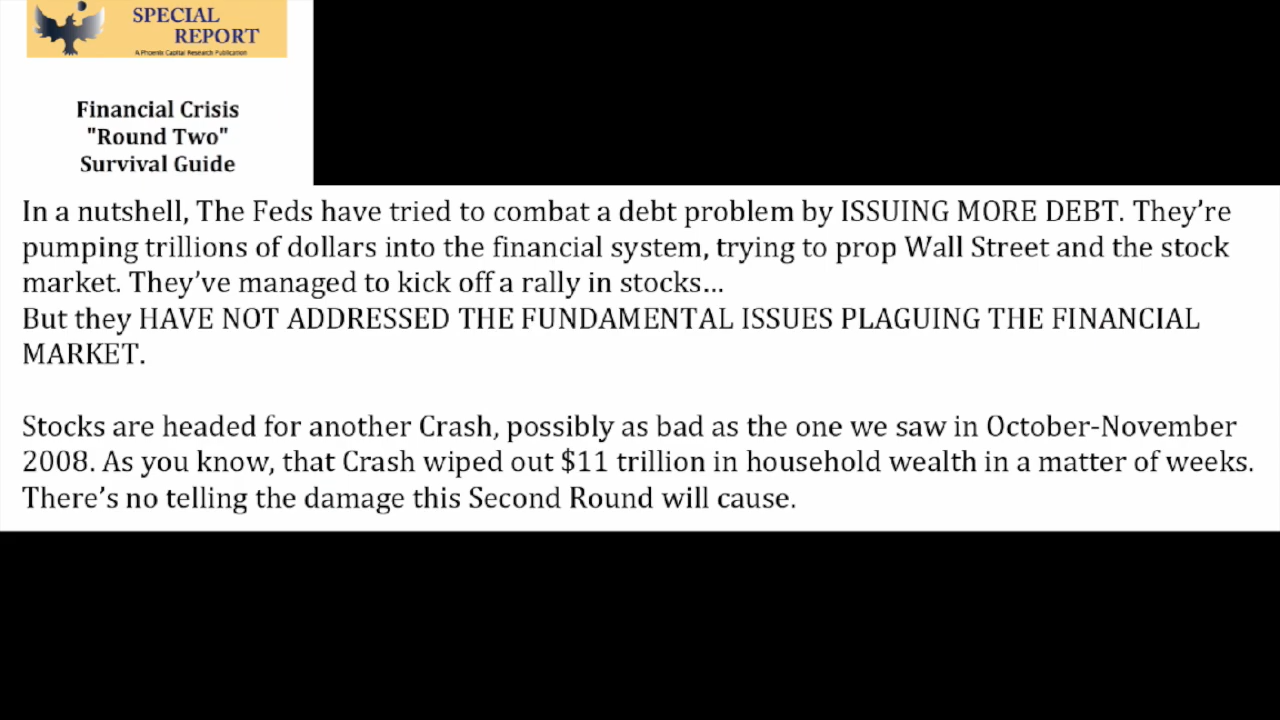 SPECIAL
REPORT
A Phoenix Capital Research Publication
Financial Crisis
"Round Two"
Survival Guide
In a nutshell, The Feds have tried to combat a debt problem by ISSUING MORE DEBT. They’re
pumping trillions of dollars into the financial system, trying to prop Wall Street and the stock
market. They’ve managed to kick off a rally in stocks…
But they HAVE NOT ADDRESSED THE FUNDAMENTAL ISSUES PLAGUING THE FINANCIAL
MARKET.
Stocks are headed for another Crash, possibly as bad as the one we saw in October-November
2008. As you know, that Crash wiped out $11 trillion in household wealth in a matter of weeks.
There’s no telling the damage this Second Round will cause.